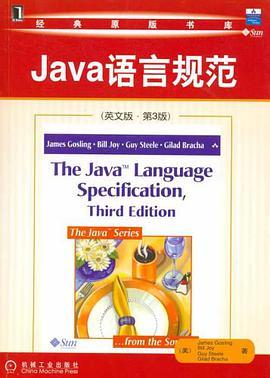 经典原版书库
Sun
Java语言规范
(英文版·第3版)
James Gosling · Bill Joy · Guy Steele · Gilad Bracha
The Java™ Language
Specification,
Third Edition
The Java™ Series
Sun
...from the So
(美)
James Gosling
Bill Joy
Guy Steele
Gilad Bracha
著
机械工业出版社
China Machine Press